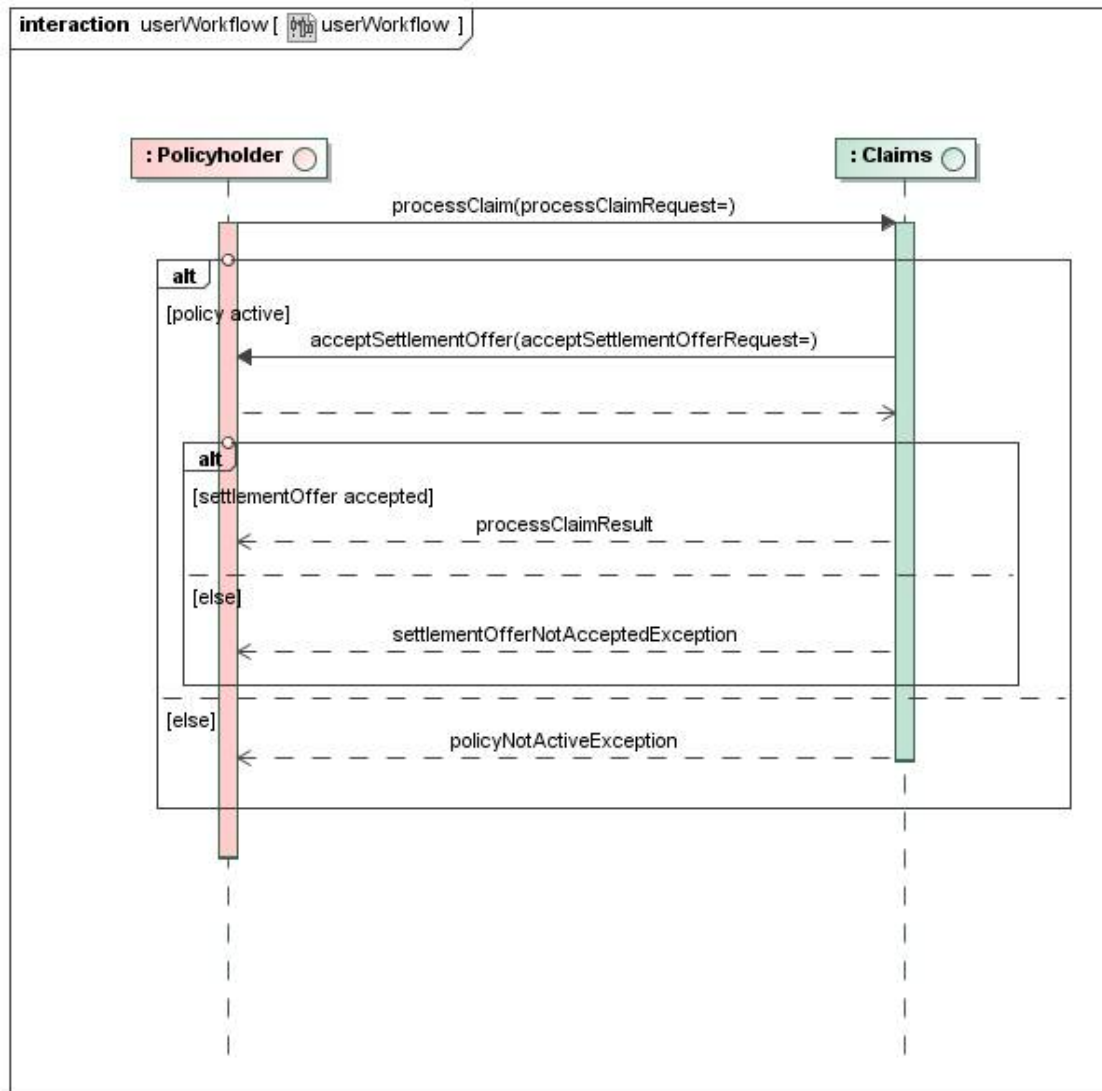 interaction userWorkflow [ userWorkflow ]
: Policyholder
: Claims
processClaim(processClaimRequest=)
alt
[policy active]
acceptSettlementOffer(acceptSettlementOfferRequest=)
alt
[settlementOffer accepted]
processClaimResult
[else]
settlementOfferNotAcceptedException
[else]
policyNotActiveException